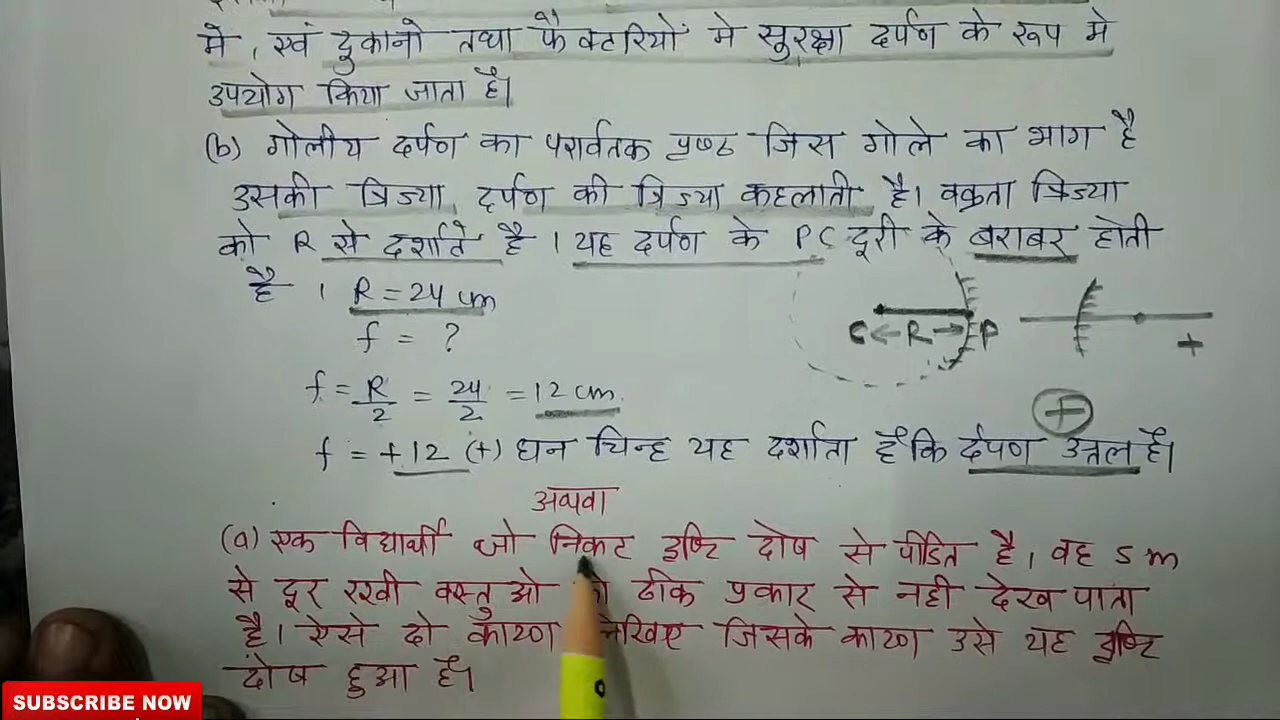 मे, एवं दुकानो तथा फैक्टरियों मे सुरक्षा दर्पण के रूप मे
उपयोग किया जाता है।
(b) गोलीय दर्पण का परावर्तक पृष्ठ जिस गोले का भाग है
उसकी त्रिज्या, दर्पण की त्रिज्या कहलाती है। वक्रता त्रिज्या
को R से दर्शाते है। यह दर्पण के PC दूरी के बराबर होती
है। R = 24 cm
f = ?
C ← R → P
+
f = R/2 = 24/2 = 12 cm.
+
f = +12 (+) धन चिन्ह यह दर्शाता है कि र्दपण उत्तल है।
अथवा
(a) एक विद्यार्थी जो निकट दृष्टि दोष से पीडित है। वह 5 m
से दूर रखी वस्तुओ को ठीक प्रकार से नही देख पाता
है। ऐसे दो कारण लिखिए जिसके कारण उसे यह दृष्टि
दोष हुआ है।
SUBSCRIBE NOW